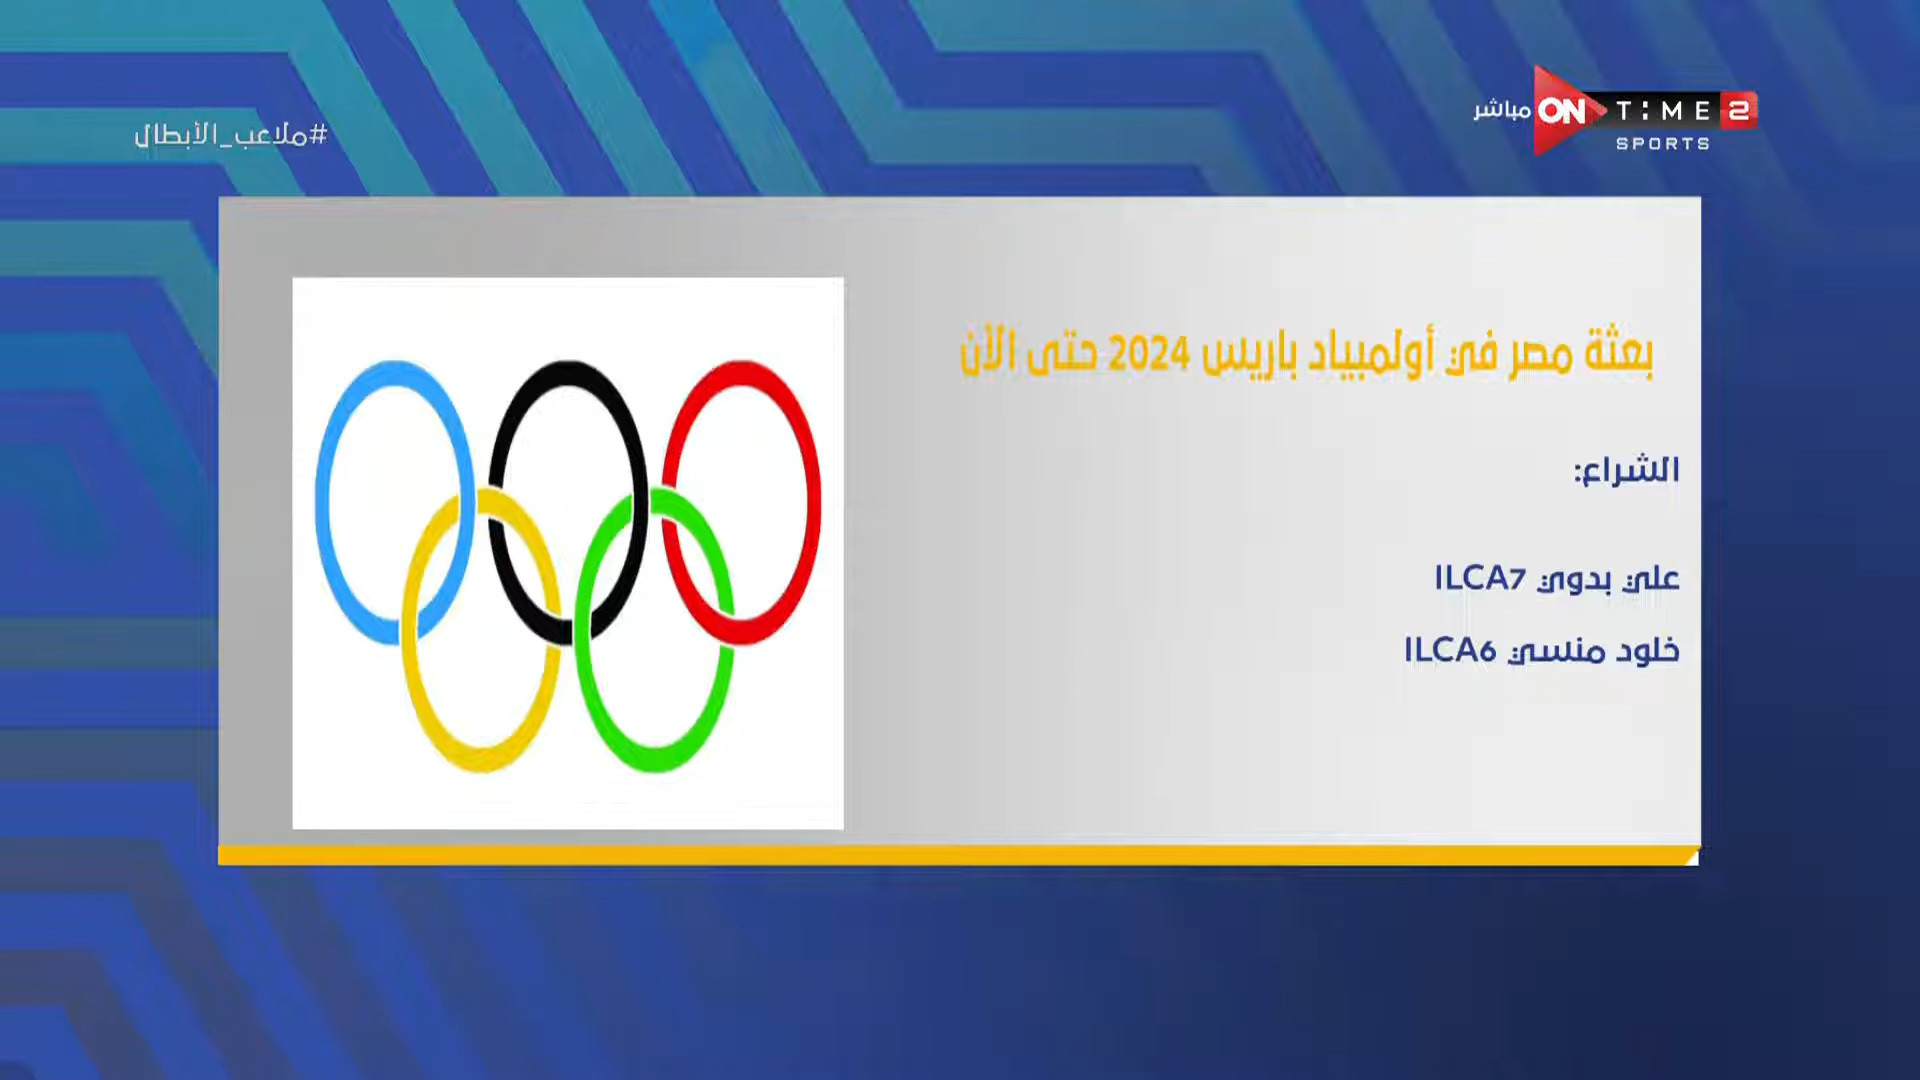 #ملاعب_الأبطال
مباشر ON TIME 2
SPORTS
بعثة مصر في أولمبياد باريس 2024 حتى الآن
الشراع:
علي بدوي ILCA7
خلود منسي ILCA6